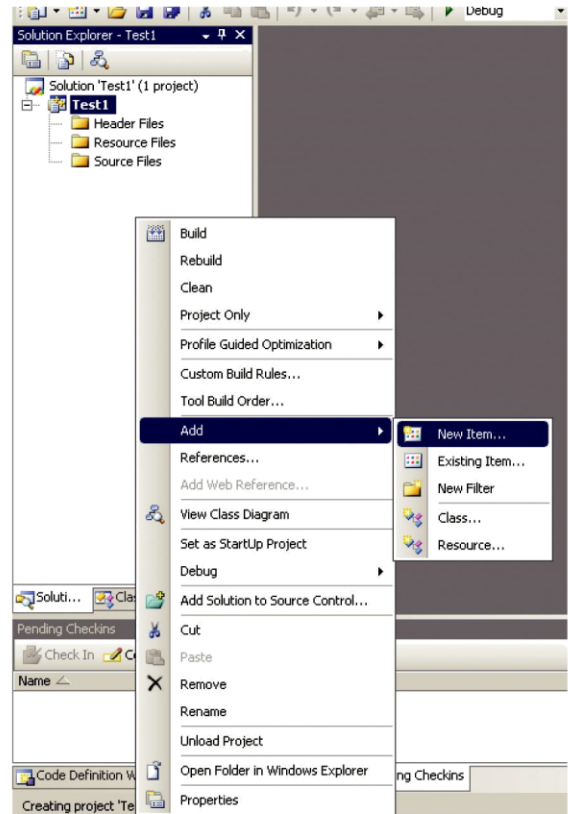 Debug
Solution Explorer - Test1
Solution 'Test1' (1 project)
Test1
Header Files
Resource Files
Source Files
Build
Rebuild
Clean
Project Only
Profile Guided Optimization
Custom Build Rules...
Tool Build Order...
Add
New Item...
References...
Existing Item...
Add Web Reference...
New Filter
View Class Diagram
Class...
Set as StartUp Project
Resource...
Debug
Soluti...
Cla
Add Solution to Source Control...
Pending Checkins
Cut
Check In
Paste
Name
Remove
Rename
Unload Project
Code Definition W
Open Folder in Windows Explorer
ng Checkins
Creating project 'Te
Properties